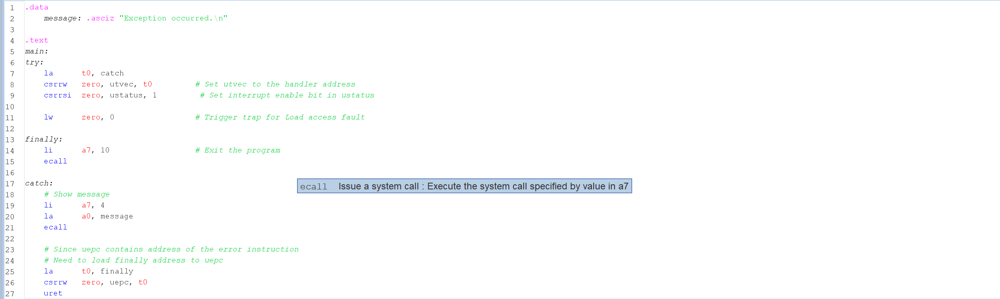 1 .data
2 message: .asciz "Exception occurred.\n"
3
4 .text
5 main:
6 try:
7 la t0, catch
8 csrrw zero, utvec, t0 # Set utvec to the handler address
9 csrrsi zero, ustatus, 1 # Set interrupt enable bit in ustatus
10
11 lw zero, 0 # Trigger trap for Load access fault
12
13 finally:
14 li a7, 10 # Exit the program
15 ecall
16
17 catch:
ecall Issue a system call : Execute the system call specified by value in a7
18 # Show message
19 li a7, 4
20 la a0, message
21 ecall
22
23 # Since uepc contains address of the error instruction
24 # Need to load finally address to uepc
25 la t0, finally
26 csrrw zero, uepc, t0
27 uret